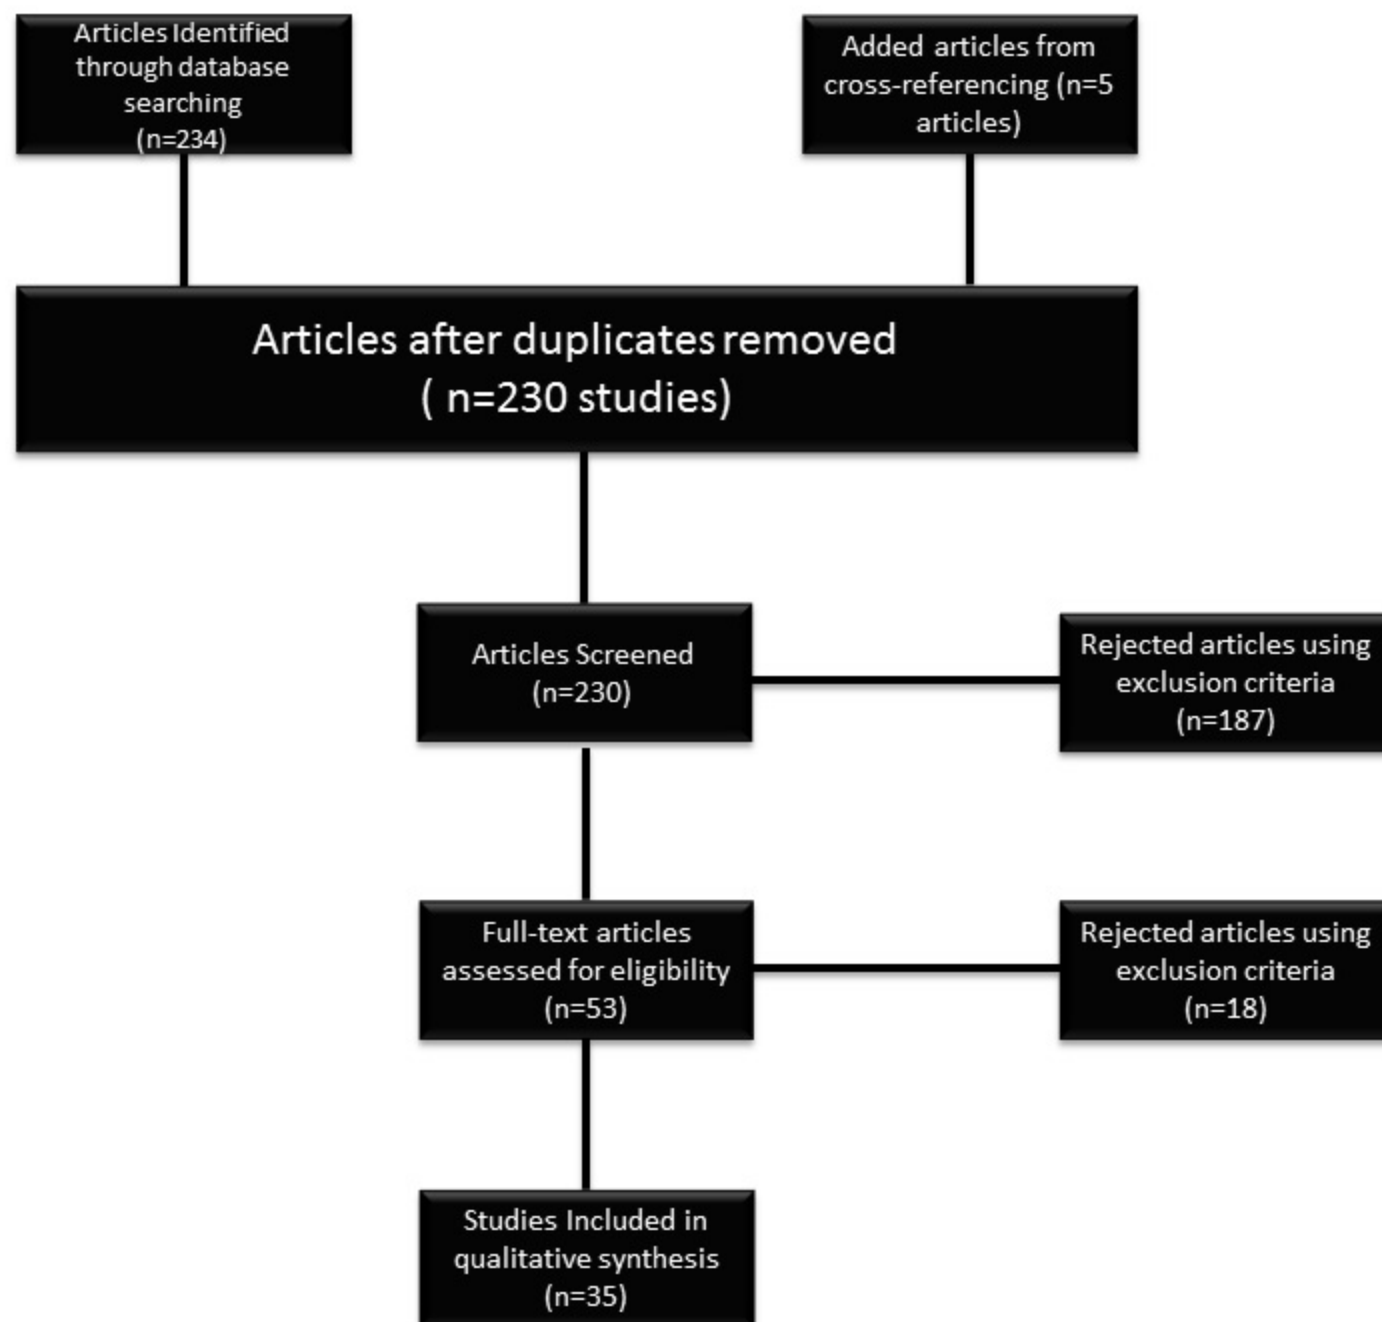 Articles Identified
through database
searching
(n=234)
Added articles from
cross-referencing (n=5
articles)
Articles after duplicates removed
( n=230 studies)
Articles Screened
(n=230)
Rejected articles using
exclusion criteria
(n=187)
Full-text articles
assessed for eligibility
(n=53)
Rejected articles using
exclusion criteria
(n=18)
Studies Included in
qualitative synthesis
(n=35)